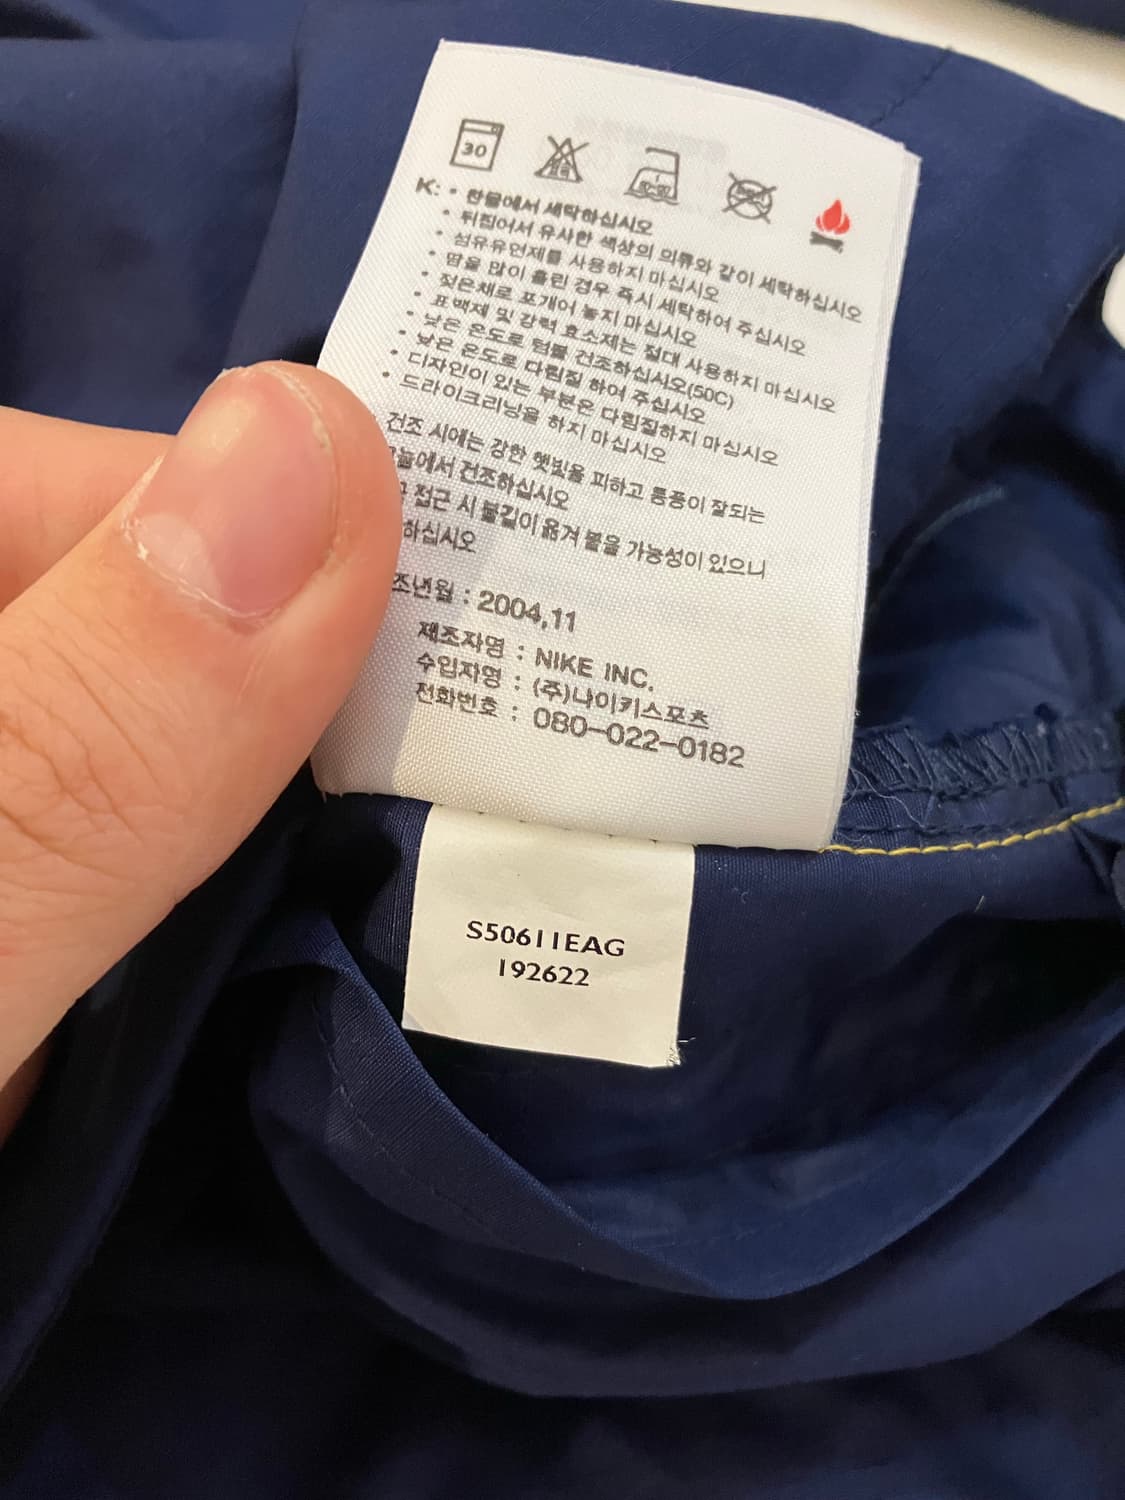 30
K: • 찬물에서 세탁하십시오
• 뒤집어서 유사한 색상의 의류와 같이 세탁하십시오
• 섬유유연제를 사용하지 마십시오
• 땀을 많이 흘린 경우 즉시 세탁하여 주십시오
• 젖은채로 포개어 놓지 마십시오
• 표백제 및 강력 효소제는 절대 사용하지 마십시오
• 낮은 온도로 텀블 건조하십시오(50C)
• 낮은 온도로 다림질 하여 주십시오
• 디자인이 있는 부분은 다림질하지 마십시오
• 드라이크리닝을 하지 마십시오
건조 시에는 강한 햇빛을 피하고 통풍이 잘되는
건조하십시오
접근 시 불길이 옮겨 붙을 가능성이 있으니
하십시오
조년월 : 2004,11
제조자명 : NIKE INC.
수입자명 : (주)나이키스포츠
전화번호 : 080-022-0182
S50611EAG
192622